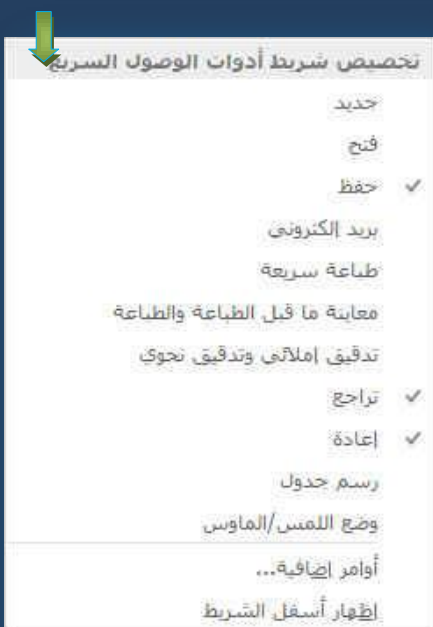 تخصيص شريط أدوات الوصول السريع
جديد
فتح
✓ حفظ
بريد إلكتروني
طباعة سريعة
معاينة ما قبل الطباعة والطباعة
تدقيق إملائي وتدقيق نحوي
✓ تراجع
✓ إعادة
رسم جدول
وضع اللمس/الماوس
أوامر إضافية...
إظهار أسفل الشريط